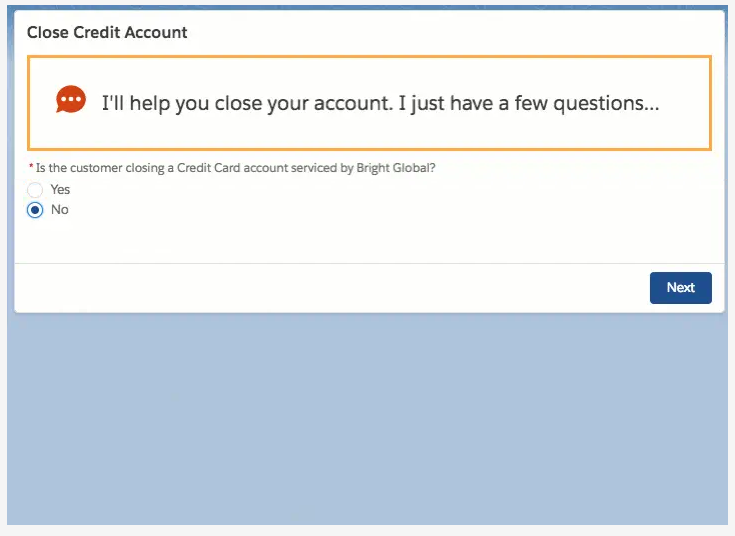 Close Credit Account
I'll help you close your account. I just have a few questions...
* Is the customer closing a Credit Card account serviced by Bright Global?
Yes
No
Next